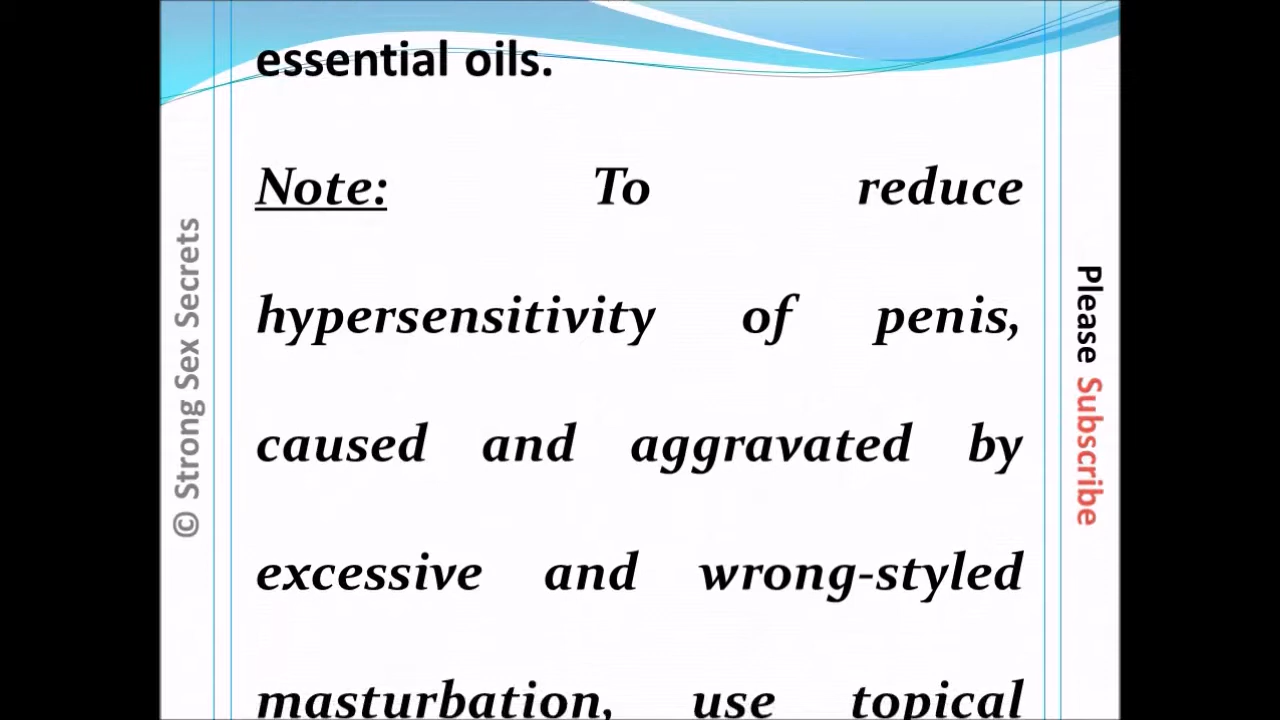 essential oils.
Note: To reduce
hypersensitivity of penis,
caused and aggravated by
excessive and wrong-styled
masturbation, use topical
© Strong Sex Secrets
Please Subscribe